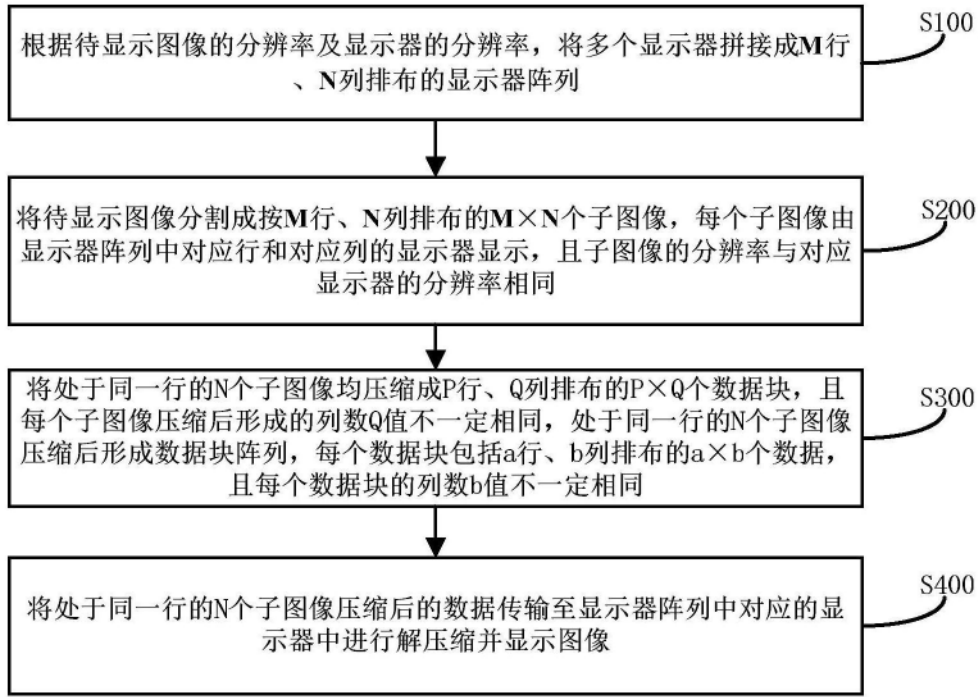 根据待显示图像的分辨率及显示器的分辨率，将多个显示器拼接成M行
、N列排布的显示器阵列
S100
将待显示图像分割成按M行、N列排布的M×N个子图像，每个子图像由
显示器阵列中对应行和对应列的显示器显示，且子图像的分辨率与对应
显示器的分辨率相同
S200
将处于同一行的N个子图像均压缩成P行、Q列排布的P×Q个数据块，且
每个子图像压缩后形成的列数Q值不一定相同，处于同一行的N个子图像
压缩后形成数据块阵列，每个数据块包括a行、b列排布的a×b个数据，
且每个数据块的列数b值不一定相同
S300
将处于同一行的N个子图像压缩后的数据传输至显示器阵列中对应的显
示器中进行解压缩并显示图像
S400